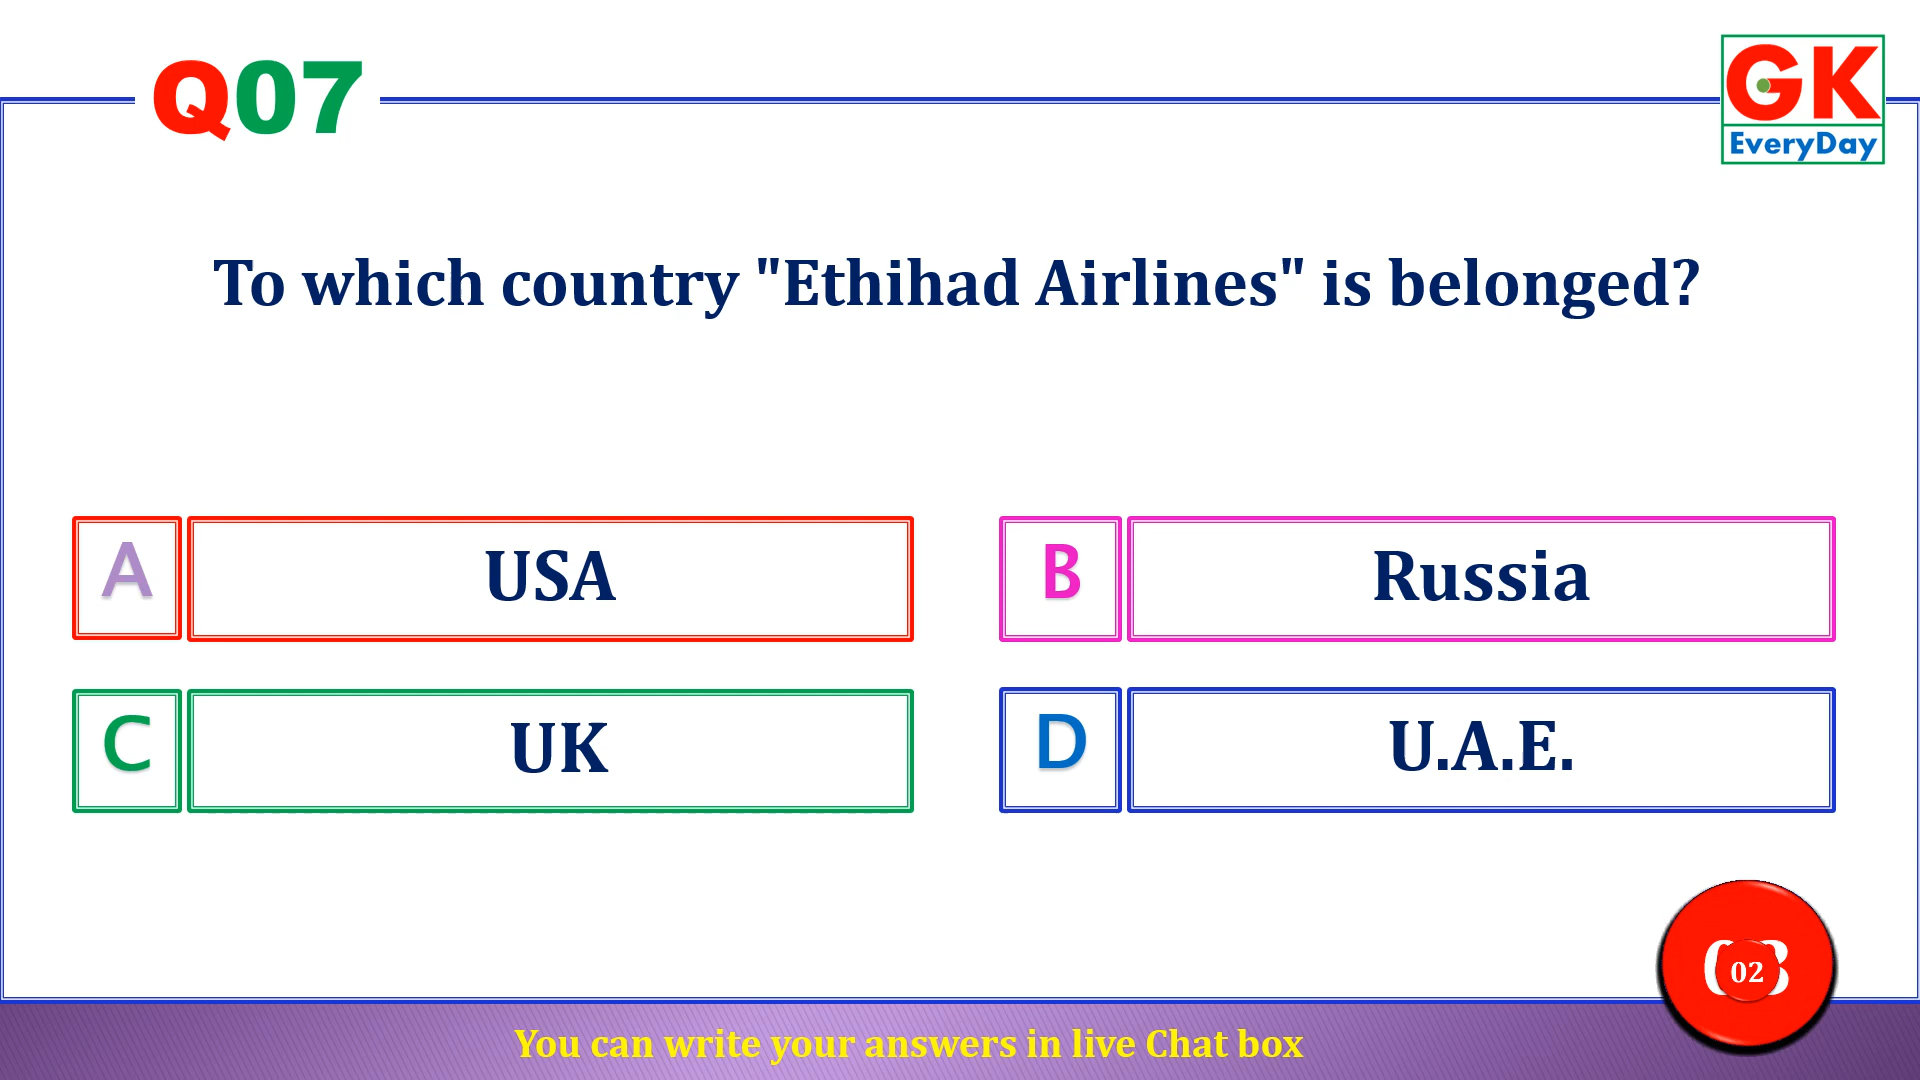 Q07
GK
EveryDay
To which country "Ethihad Airlines" is belonged?
A
USA
B
Russia
C
UK
D
U.A.E.
02
You can write your answers in live Chat box